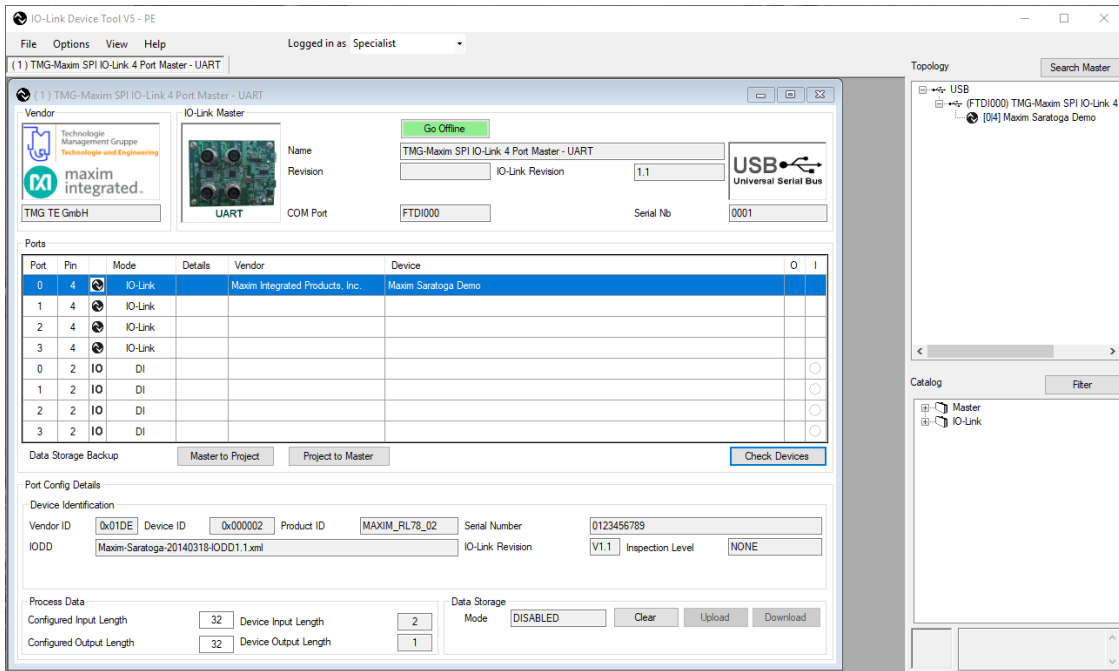 IO-Link Device Tool V5 - PE
File Options View Help Logged in as Specialist
( 1 ) TMG-Maxim SPI IO-Link 4 Port Master - UART
( 1 ) TMG-Maxim SPI IO-Link 4 Port Master - UART
Vendor
Technologie
Management Gruppe
Technologie und Engineering
maxim
integrated.
TMG TE GmbH
IO-Link Master
UART
Go Offline
Name TMG-Maxim SPI IO-Link 4 Port Master - UART
Revision IO-Link Revision 1.1
COM Port FTDI000 Serial Nb 0001
USB
Universal Serial Bus
Ports
Port Pin Mode Details Vendor Device O I
0 4 IO-Link Maxim Integrated Products, Inc. Maxim Saratoga Demo
1 4 IO-Link
2 4 IO-Link
3 4 IO-Link
0 2 IO DI
1 2 IO DI
2 2 IO DI
3 2 IO DI
Data Storage Backup Master to Project Project to Master Check Devices
Port Config Details
Device Identification
Vendor ID 0x01DE Device ID 0x000002 Product ID MAXIM_RL78_02 Serial Number 0123456789
IODD Maxim-Saratoga-20140318-IODD1.1.xml IO-Link Revision V1.1 Inspection Level NONE
Process Data
Configured Input Length 32 Device Input Length 2
Configured Output Length 32 Device Output Length 1
Data Storage
Mode DISABLED Clear Upload Download
Topology Search Master
USB
(FTDI000) TMG-Maxim SPI IO-Link 4
[0|4] Maxim Saratoga Demo
Catalog Filter
Master
IO-Link